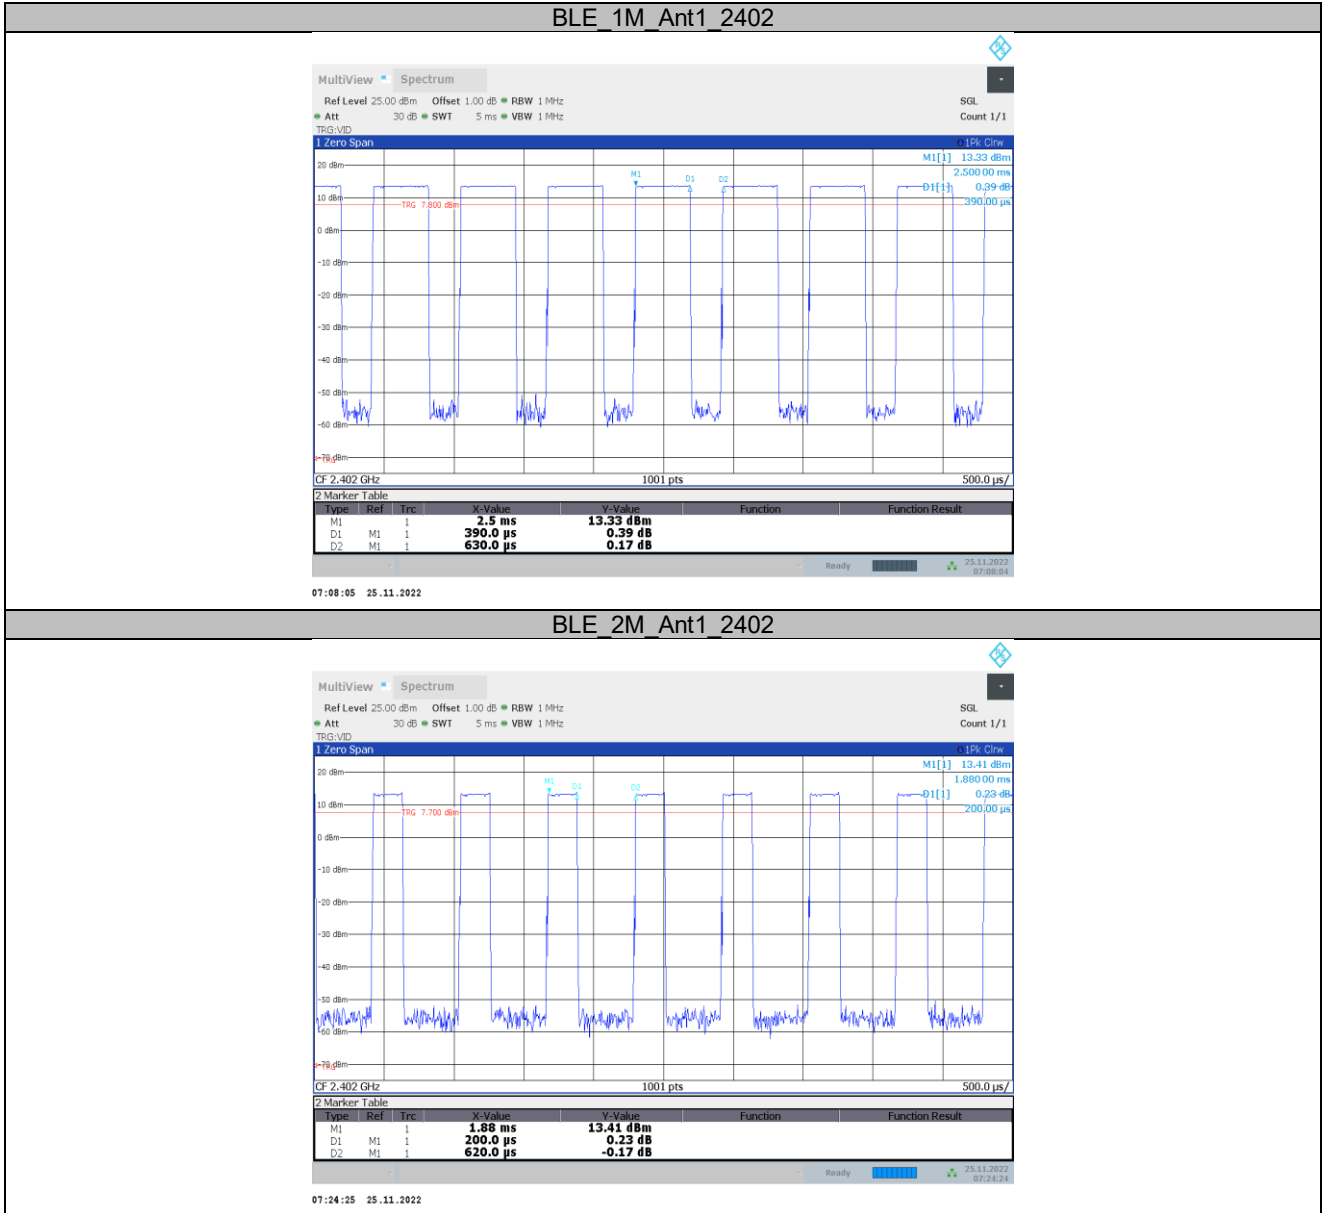 BLE_1M_Ant1_2402
MultiView Spectrum
Ref Level 25.00 dBm Offset 1.00 dB RBW 1 MHz SGL
Att 30 dB SWT 5 ms VBW 1 MHz Count 1/1
TRG:VID
1 Zero Span 1Pk Clrw
M1[1] 13.33 dBm
2.500 00 ms
D1[1] 0.39 dB
390.00 µs
20 dBm
M1 D1 D2
10 dBm
TRG 7.800 dBm
0 dBm
-10 dBm
-20 dBm
-30 dBm
-40 dBm
-50 dBm
-60 dBm
-70 dBm
TRG
CF 2.402 GHz 1001 pts 500.0 µs/
2 Marker Table
Type Ref Trc X-Value Y-Value Function Function Result
M1 1 2.5 ms 13.33 dBm
D1 M1 1 390.0 µs 0.39 dB
D2 M1 1 630.0 µs 0.17 dB
Ready 25.11.2022
07:08:04
07:08:05 25.11.2022
BLE_2M_Ant1_2402
MultiView Spectrum
Ref Level 25.00 dBm Offset 1.00 dB RBW 1 MHz SGL
Att 30 dB SWT 5 ms VBW 1 MHz Count 1/1
TRG:VID
1 Zero Span 1Pk Clrw
M1[1] 13.41 dBm
1.880 00 ms
D1[1] 0.23 dB
200.00 µs
20 dBm
M1 D1 D2
10 dBm
TRG 7.700 dBm
0 dBm
-10 dBm
-20 dBm
-30 dBm
-40 dBm
-50 dBm
-60 dBm
-70 dBm
TRG
CF 2.402 GHz 1001 pts 500.0 µs/
2 Marker Table
Type Ref Trc X-Value Y-Value Function Function Result
M1 1 1.88 ms 13.41 dBm
D1 M1 1 200.0 µs 0.23 dB
D2 M1 1 620.0 µs -0.17 dB
Ready 25.11.2022
07:24:24
07:24:25 25.11.2022